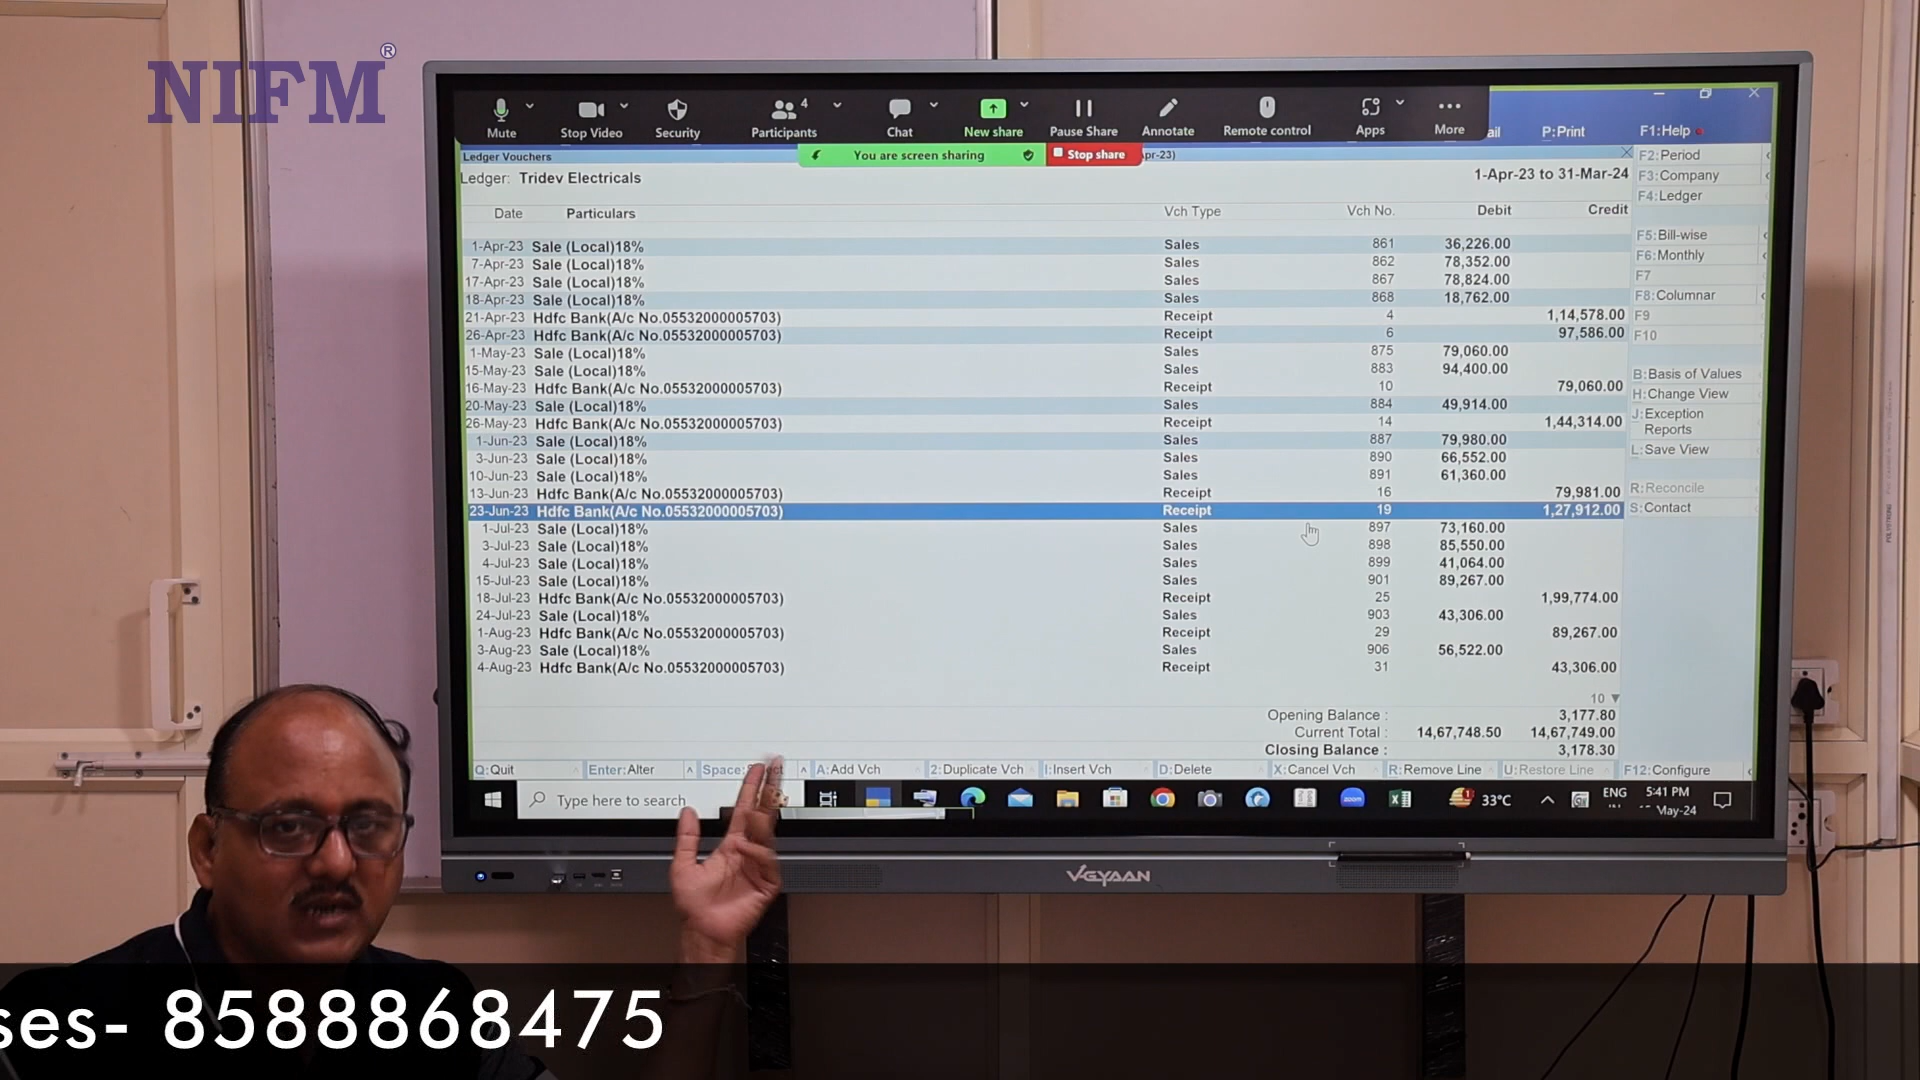 NIFM®
Mute Stop Video Security Participants 4 Chat New share Pause Share Annotate Remote control Apps More
ail P:Print F1:Help
Ledger Vouchers You are screen sharing Stop share pr-23)
Ledger: Tridev Electricals 1-Apr-23 to 31-Mar-24
Date Particulars Vch Type Vch No. Debit Credit
1-Apr-23 Sale (Local)18% Sales 861 36,226.00
7-Apr-23 Sale (Local)18% Sales 862 78,352.00
17-Apr-23 Sale (Local)18% Sales 867 78,824.00
18-Apr-23 Sale (Local)18% Sales 868 18,762.00
21-Apr-23 Hdfc Bank(A/c No.05532000005703) Receipt 4 1,14,578.00
26-Apr-23 Hdfc Bank(A/c No.05532000005703) Receipt 6 97,586.00
1-May-23 Sale (Local)18% Sales 875 79,060.00
15-May-23 Sale (Local)18% Sales 883 94,400.00
16-May-23 Hdfc Bank(A/c No.05532000005703) Receipt 10 79,060.00
20-May-23 Sale (Local)18% Sales 884 49,914.00
26-May-23 Hdfc Bank(A/c No.05532000005703) Receipt 14 1,44,314.00
1-Jun-23 Sale (Local)18% Sales 887 79,980.00
3-Jun-23 Sale (Local)18% Sales 890 66,552.00
10-Jun-23 Sale (Local)18% Sales 891 61,360.00
13-Jun-23 Hdfc Bank(A/c No.05532000005703) Receipt 16 79,981.00
23-Jun-23 Hdfc Bank(A/c No.05532000005703) Receipt 19 1,27,912.00
1-Jul-23 Sale (Local)18% Sales 897 73,160.00
3-Jul-23 Sale (Local)18% Sales 898 85,550.00
4-Jul-23 Sale (Local)18% Sales 899 41,064.00
15-Jul-23 Sale (Local)18% Sales 901 89,267.00
18-Jul-23 Hdfc Bank(A/c No.05532000005703) Receipt 25 1,99,774.00
24-Jul-23 Sale (Local)18% Sales 903 43,306.00
1-Aug-23 Hdfc Bank(A/c No.05532000005703) Receipt 29 89,267.00
3-Aug-23 Sale (Local)18% Sales 906 56,522.00
4-Aug-23 Hdfc Bank(A/c No.05532000005703) Receipt 31 43,306.00
10 ▼
Opening Balance : 3,177.80
Current Total : 14,67,748.50 14,67,749.00
Closing Balance : 3,178.30
F2:Period
F3:Company
F4:Ledger
F5:Bill-wise
F6:Monthly
F7
F8:Columnar
F9
F10
B:Basis of Values
H:Change View
J:Exception
Reports
L:Save View
R:Reconcile
S:Contact
Q:Quit Enter:Alter Space: A:Add Vch 2:Duplicate Vch I:Insert Vch D:Delete X:Cancel Vch R:Remove Line U:Restore Line F12:Configure
Type here to search zoom 33°C ENG 5:41 PM
May-24
VGYAAN
ses- 8588868475